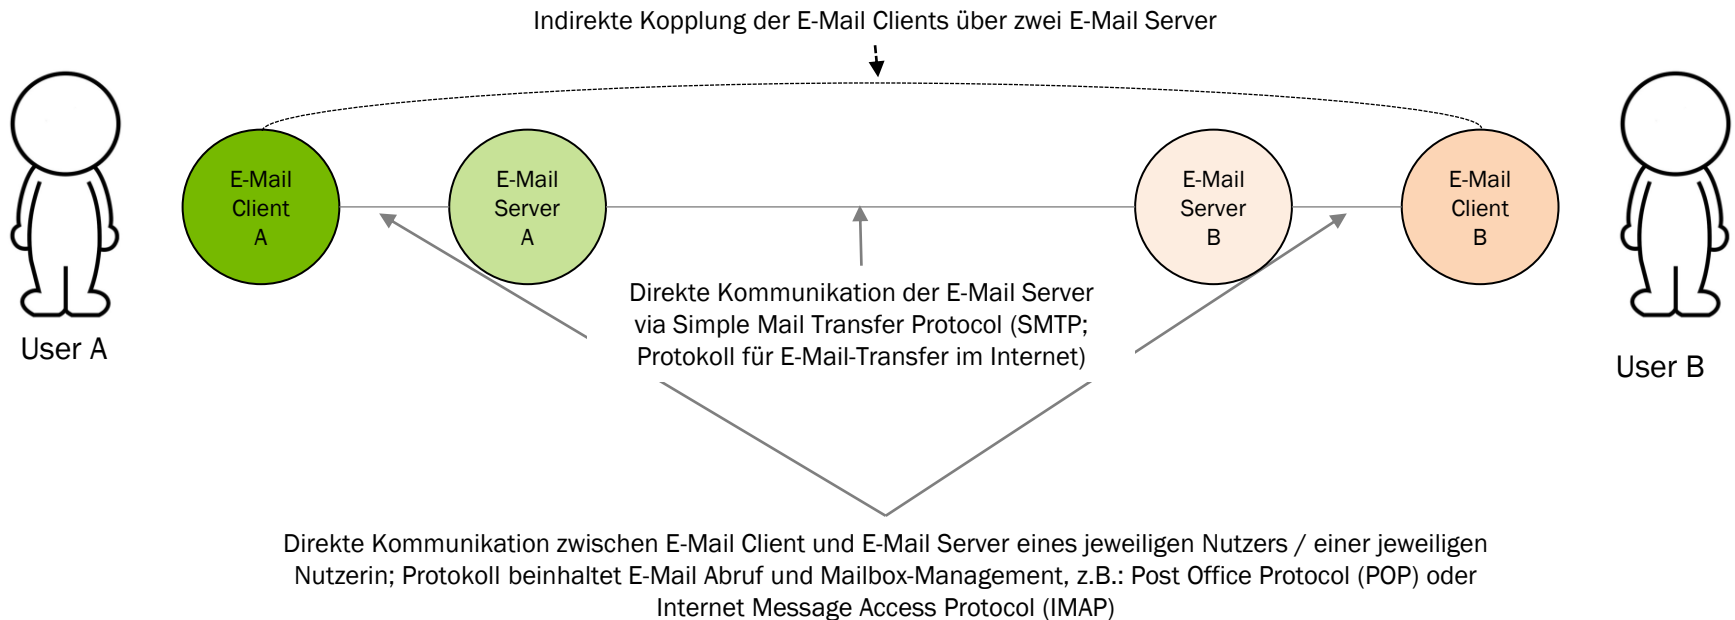 Indirekte Kopplung der E-Mail Clients über zwei E-Mail Server
E-Mail
Client
A
E-Mail
Server
A
E-Mail
Server
B
E-Mail
Client
B
User A
User B
Direkte Kommunikation der E-Mail Server
via Simple Mail Transfer Protocol (SMTP;
Protokoll für E-Mail-Transfer im Internet)
Direkte Kommunikation zwischen E-Mail Client und E-Mail Server eines jeweiligen Nutzers / einer jeweiligen
Nutzerin; Protokoll beinhaltet E-Mail Abruf und Mailbox-Management, z.B.: Post Office Protocol (POP) oder
Internet Message Access Protocol (IMAP)